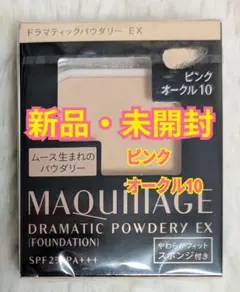 ドラマティックパウダリー EX
ピンク
オークル10
新品・未開封
ムース生まれの
パウダリー
ピンク
オークル10
MAQuillAGE
DRAMATIC POWDERY EX
(FOUNDATION)
SPF25 PA+++
やわらかフィット
スポンジ付き